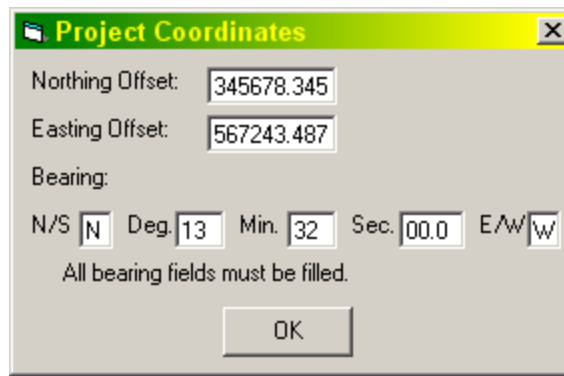 Project Coordinates
Northing Offset: 345678.345
Easting Offset: 567243.487
Bearing:
N/S N Deg. 13 Min. 32 Sec. 00.0 E/W W
All bearing fields must be filled.
OK